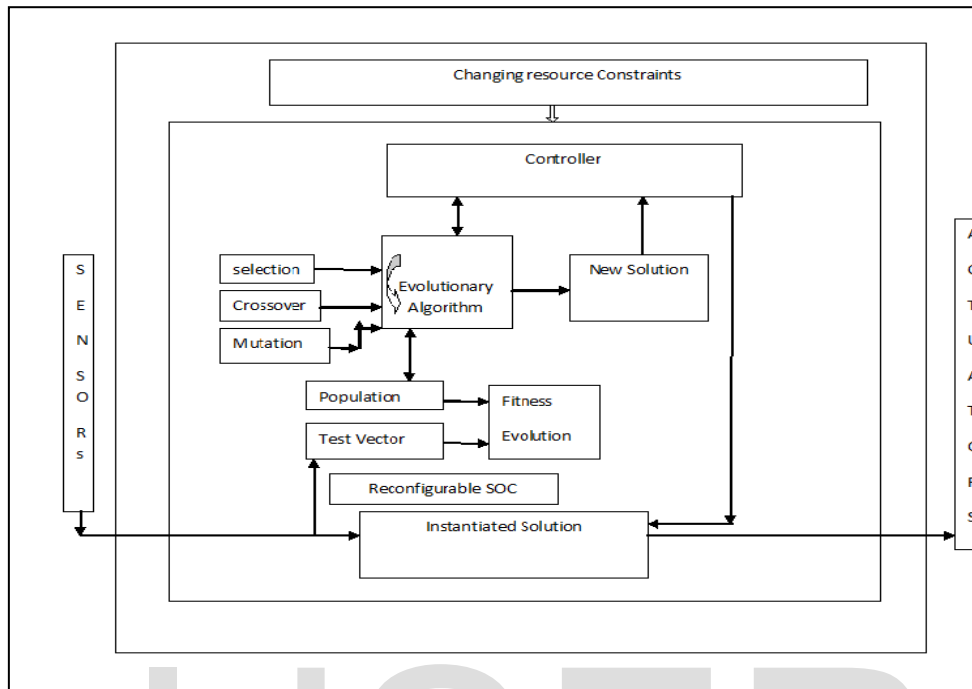 Changing resource Constraints
Controller
selection
Crossover
Mutation
Evolutionary
Algorithm
New Solution
Population
Test Vector
Fitness
Evolution
Reconfigurable SOC
Instantiated Solution
S
E
N
SO
R
s
A
C
T
U
A
T
O
R
S